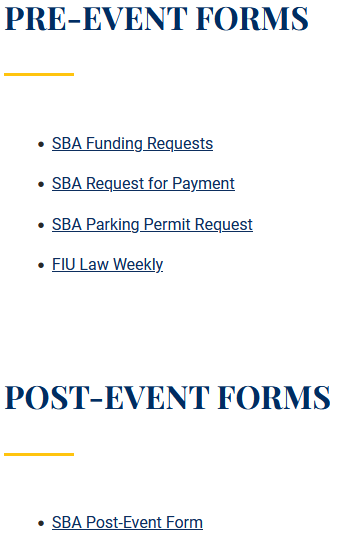 PRE-EVENT FORMS
SBA Funding Requests
SBA Request for Payment
SBA Parking Permit Request
FIU Law Weekly
POST-EVENT FORMS
SBA Post-Event Form